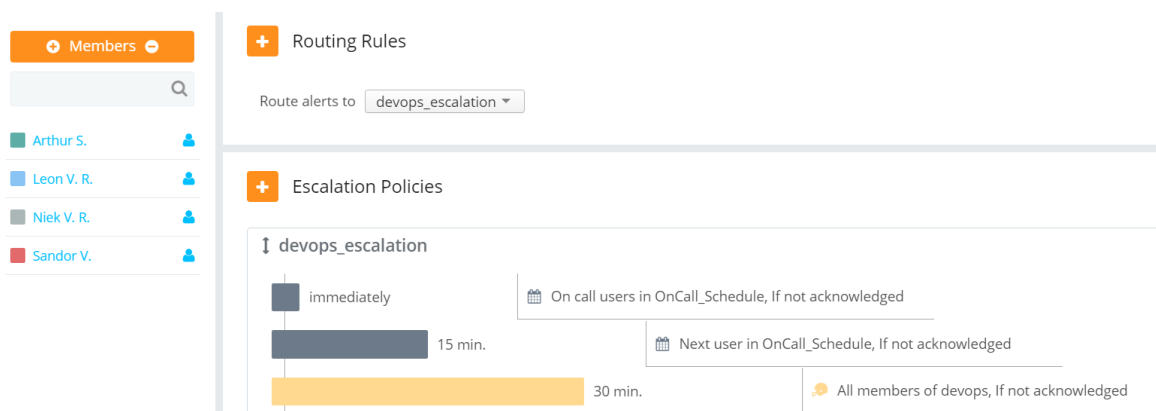 Members
Arthur S.
Leon V. R.
Niek V. R.
Sandor V.
Routing Rules
Route alerts to devops_escalation
Escalation Policies
devops_escalation
immediately On call users in OnCall_Schedule, If not acknowledged
15 min. Next user in OnCall_Schedule, If not acknowledged
30 min. All members of devops, If not acknowledged